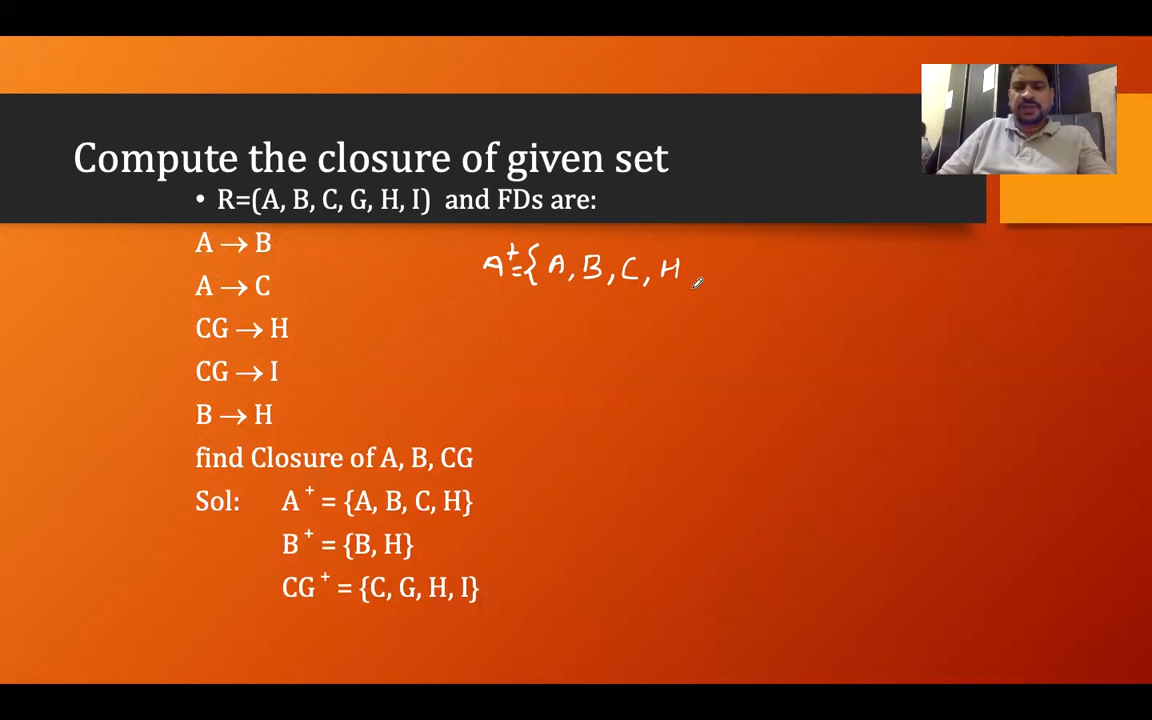 Compute the closure of given set
• R=(A, B, C, G, H, I) and FDs are:
A → B
A⁺={A, B, C, H
A → C
CG → H
CG → I
B → H
find Closure of A, B, CG
Sol: A ⁺ = {A, B, C, H}
B ⁺ = {B, H}
CG ⁺ = {C, G, H, I}